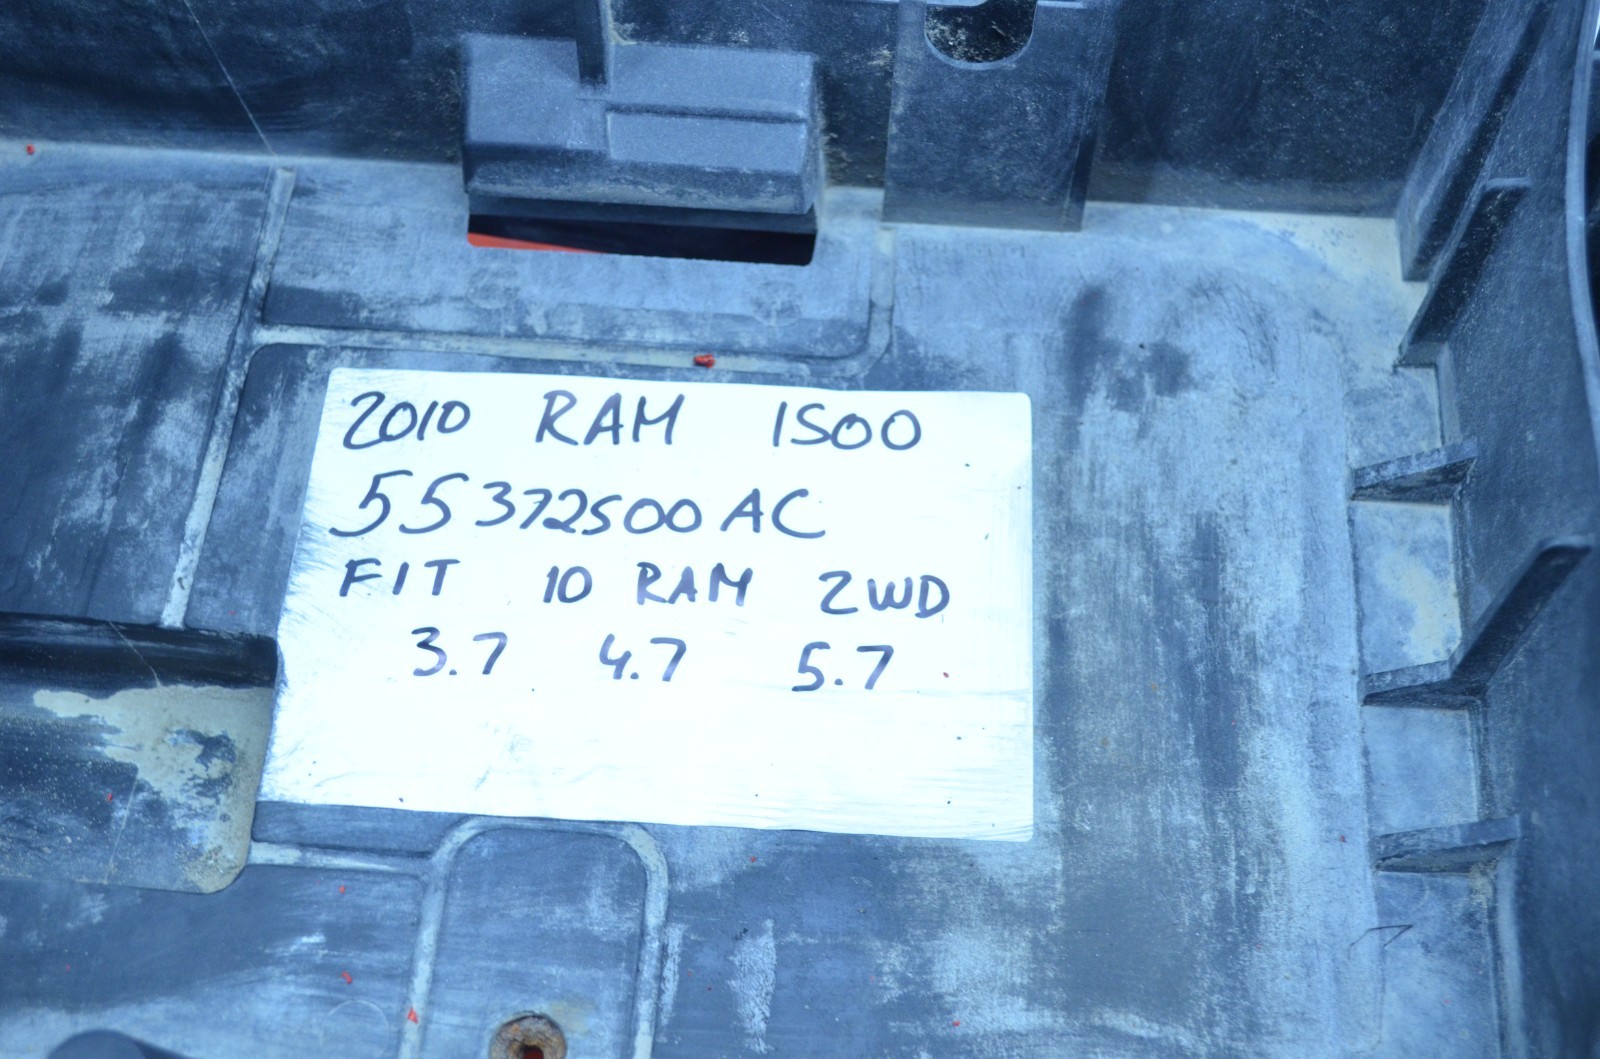 2010 RAM 1500
55372500AC
FIT 10 RAM 2WD
3.7 4.7 5.7